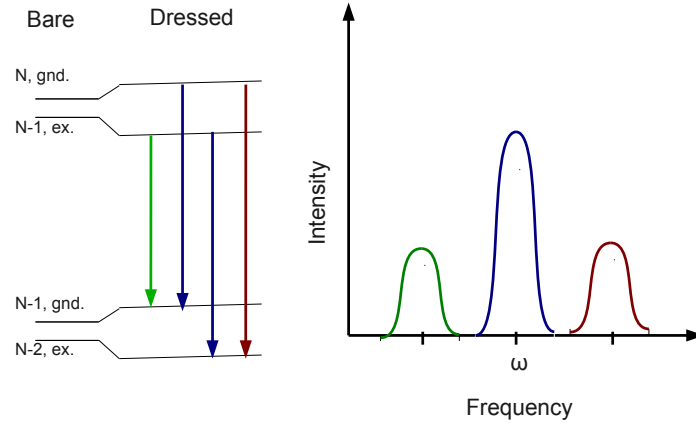 Bare
Dressed
N, gnd.
N-1, ex.
N-1, gnd.
N-2, ex.
Intensity
ω
Frequency